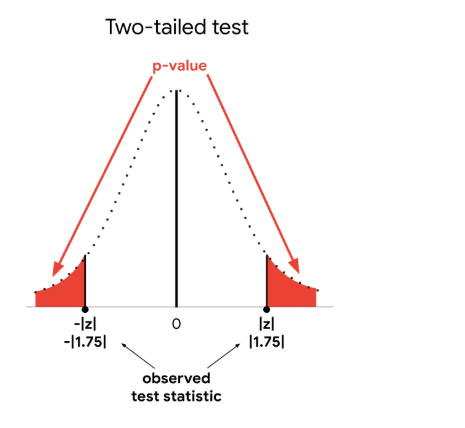 Two-tailed test
p-value
-|z|
-|1.75|
0
|z|
|1.75|
observed
test statistic